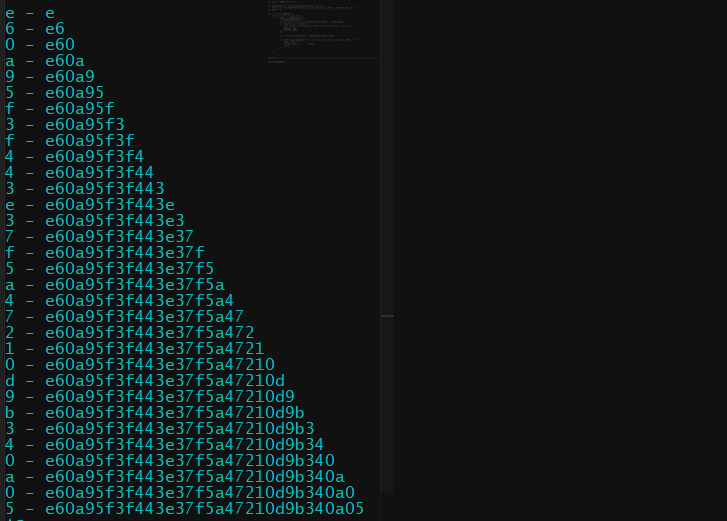 e - e
6 - e6
0 - e60
a - e60a
9 - e60a9
5 - e60a95
f - e60a95f
3 - e60a95f3
f - e60a95f3f
4 - e60a95f3f4
4 - e60a95f3f44
3 - e60a95f3f443
e - e60a95f3f443e
3 - e60a95f3f443e3
7 - e60a95f3f443e37
f - e60a95f3f443e37f
5 - e60a95f3f443e37f5
a - e60a95f3f443e37f5a
4 - e60a95f3f443e37f5a4
7 - e60a95f3f443e37f5a47
2 - e60a95f3f443e37f5a472
1 - e60a95f3f443e37f5a4721
0 - e60a95f3f443e37f5a47210
d - e60a95f3f443e37f5a47210d
9 - e60a95f3f443e37f5a47210d9
b - e60a95f3f443e37f5a47210d9b
3 - e60a95f3f443e37f5a47210d9b3
4 - e60a95f3f443e37f5a47210d9b34
0 - e60a95f3f443e37f5a47210d9b340
a - e60a95f3f443e37f5a47210d9b340a
0 - e60a95f3f443e37f5a47210d9b340a0
5 - e60a95f3f443e37f5a47210d9b340a05